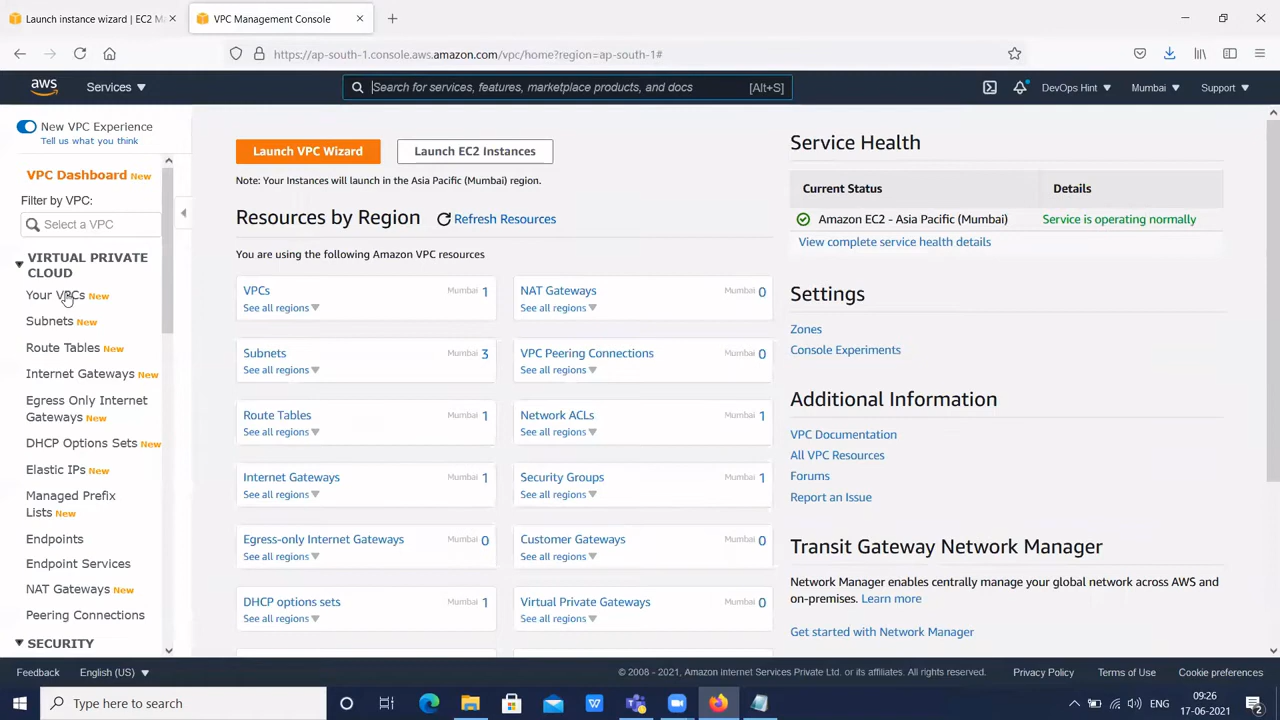 Launch instance wizard | EC2 M
VPC Management Console
https://ap-south-1.console.aws.amazon.com/vpc/home?region=ap-south-1#
aws
Services
Search for services, features, marketplace products, and docs
[Alt+S]
DevOps Hint
Mumbai
Support
New VPC Experience
Tell us what you think
VPC Dashboard New
Filter by VPC:
Select a VPC
VIRTUAL PRIVATE
CLOUD
Your VPCs New
Subnets New
Route Tables New
Internet Gateways New
Egress Only Internet
Gateways New
DHCP Options Sets New
Elastic IPs New
Managed Prefix
Lists New
Endpoints
Endpoint Services
NAT Gateways New
Peering Connections
SECURITY
Launch VPC Wizard
Launch EC2 Instances
Note: Your Instances will launch in the Asia Pacific (Mumbai) region.
Resources by Region
Refresh Resources
You are using the following Amazon VPC resources
VPCs Mumbai 1
See all regions
NAT Gateways Mumbai 0
See all regions
Subnets Mumbai 3
See all regions
VPC Peering Connections Mumbai 0
See all regions
Route Tables Mumbai 1
See all regions
Network ACLs Mumbai 1
See all regions
Internet Gateways Mumbai 1
See all regions
Security Groups Mumbai 1
See all regions
Egress-only Internet Gateways Mumbai 0
See all regions
Customer Gateways Mumbai 0
See all regions
DHCP options sets Mumbai 1
See all regions
Virtual Private Gateways Mumbai 0
See all regions
Service Health
Current Status
Details
Amazon EC2 - Asia Pacific (Mumbai)
Service is operating normally
View complete service health details
Settings
Zones
Console Experiments
Additional Information
VPC Documentation
All VPC Resources
Forums
Report an Issue
Transit Gateway Network Manager
Network Manager enables centrally manage your global network across AWS and
on-premises. Learn more
Get started with Network Manager
Feedback
English (US)
© 2008 - 2021, Amazon Internet Services Private Ltd. or its affiliates. All rights reserved.
Privacy Policy
Terms of Use
Cookie preferences
Type here to search
ENG
09:26
17-06-2021
2